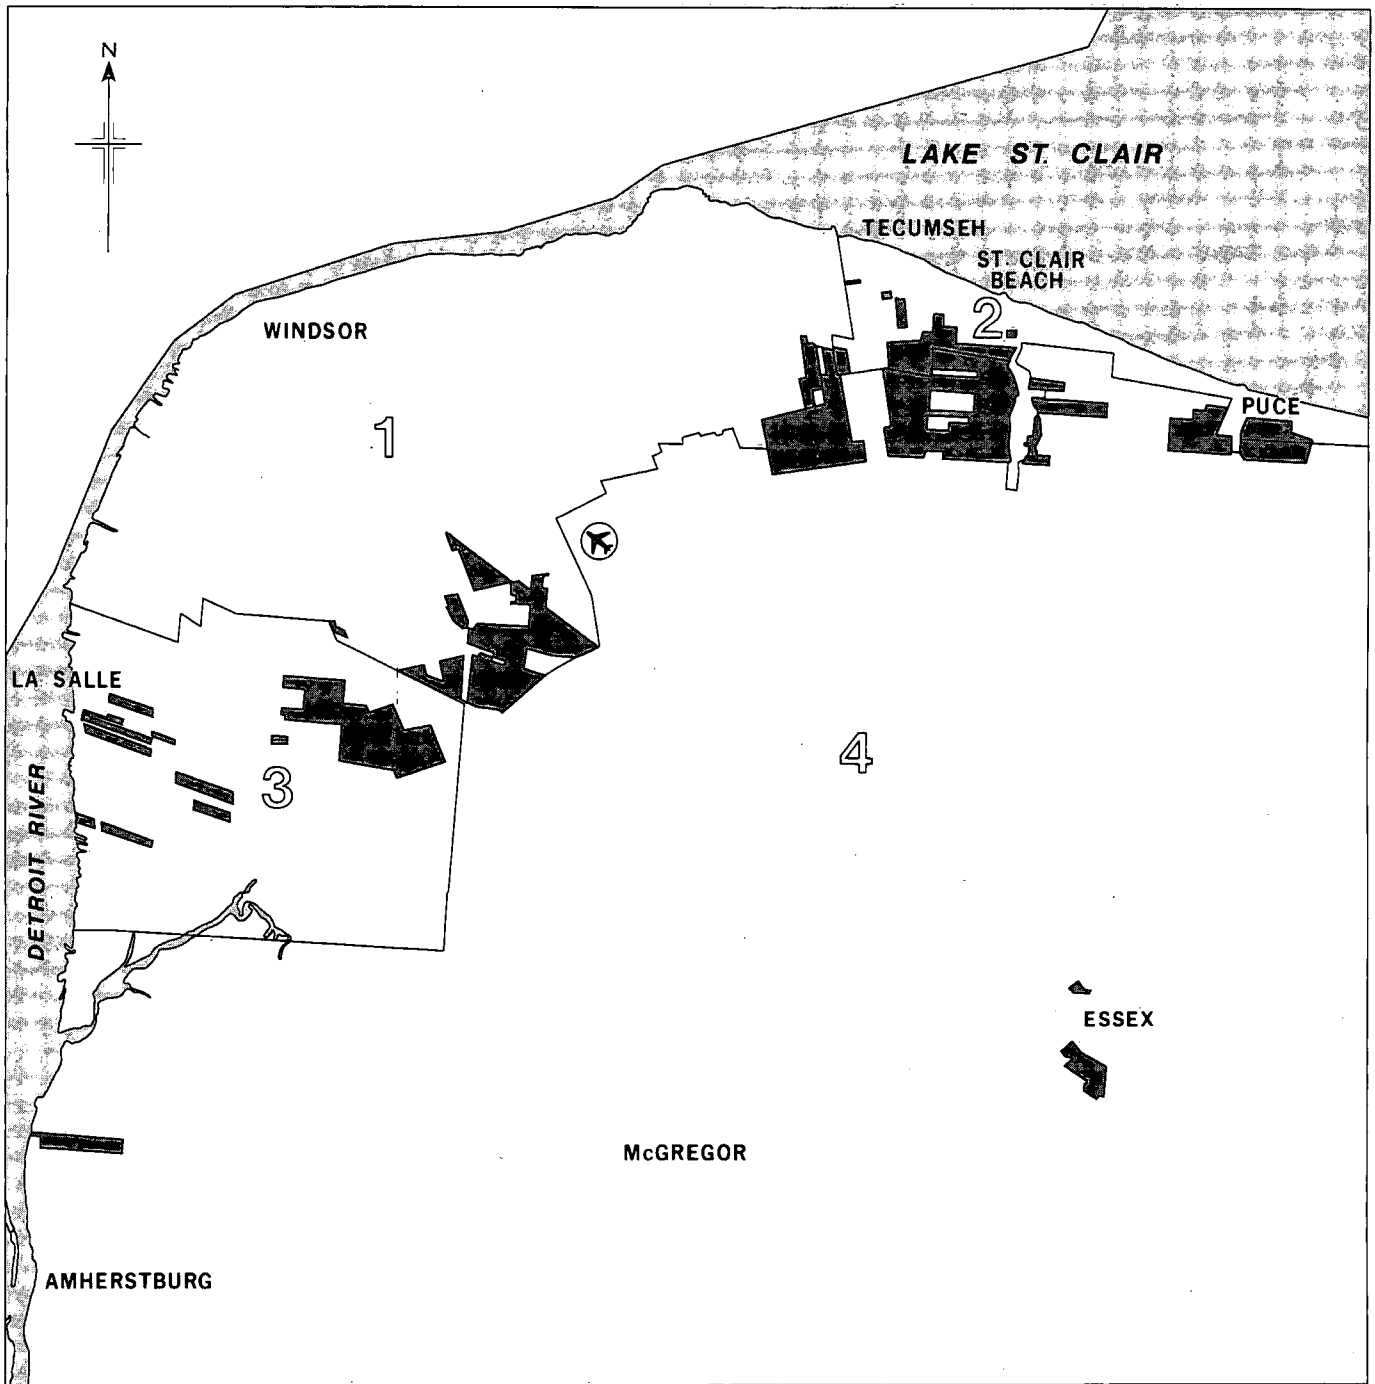 N
LAKE ST. CLAIR
TECUMSEH
ST. CLAIR
BEACH
2
WINDSOR
PUCE
1
LA SALLE
4
3
DETROIT RIVER
ESSEX
McGREGOR
AMHERSTBURG